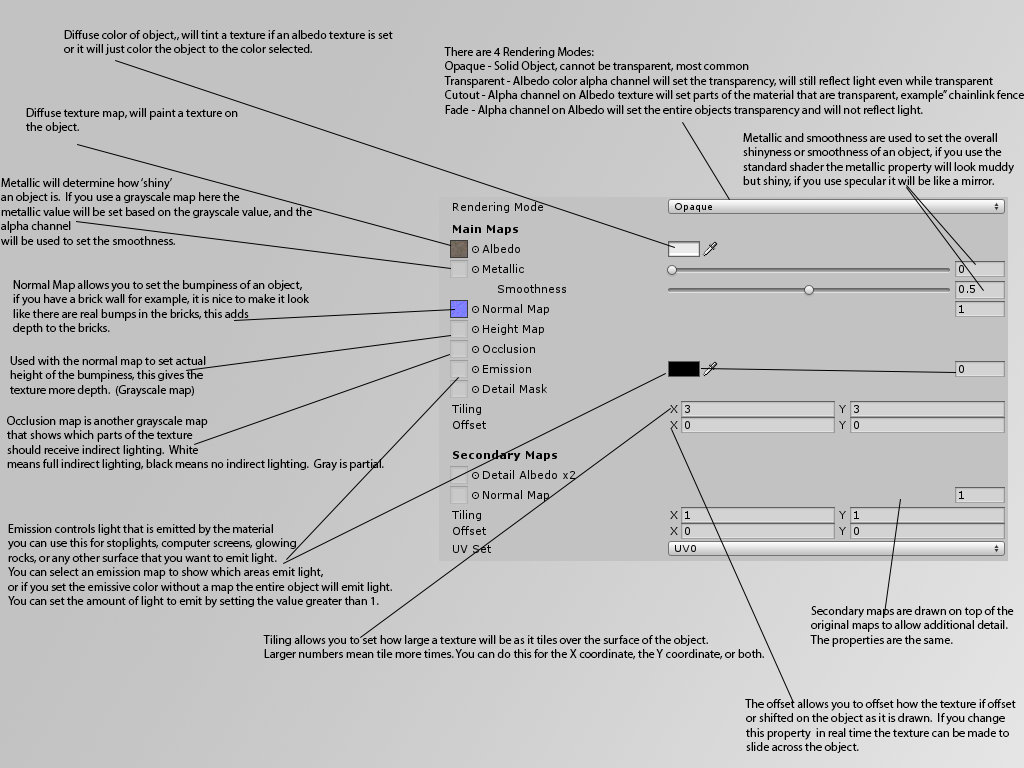 Diffuse color of object,, will tint a texture if an albedo texture is set
or it will just color the object to the color selected.
There are 4 Rendering Modes:
Opaque - Solid Object, cannot be transparent, most common
Transparent - Albedo color alpha channel will set the transparency, will still reflect light even while transparent
Cutout - Alpha channel on Albedo texture will set parts of the material that are transparent, example" chainlink fence
Fade - Alpha channel on Albedo will set the entire objects transparency and will not reflect light.
Diffuse texture map, will paint a texture on
the object.
Metallic and smoothness are used to set the overall
shinyness or smoothness of an object, if you use the
standard shader the metallic property will look muddy
but shiny, if you use specular it will be like a mirror.
Metallic will determine how 'shiny'
an object is.  If you use a grayscale map here the
metallic value will be set based on the grayscale value, and the
alpha channel
will be used to set the smoothness.
Normal Map allows you to set the bumpiness of an object,
if you have a brick wall for example, it is nice to make it look
like there are real bumps in the bricks, this adds
depth to the bricks.
Used with the normal map to set actual
height of the bumpiness, this gives the
texture more depth.  (Grayscale map)
Occlusion map is another grayscale map
that shows which parts of the texture
should receive indirect lighting.  White
means full indirect lighting, black means no indirect lighting.  Gray is partial.
Emission controls light that is emitted by the material
you can use this for stoplights, computer screens, glowing
rocks, or any other surface that you want to emit light.
You can select an emission map to show which areas emit light,
or if you set the emissive color without a map the entire object will emit light.
You can set the amount of light to emit by setting the value greater than 1.
Rendering Mode Opaque
Main Maps
Albedo
Metallic 0
Smoothness 0.5
Normal Map 1
Height Map
Occlusion
Emission 0
Detail Mask
Tiling X 3 Y 3
Offset X 0 Y 0
Secondary Maps
Detail Albedo x2
Normal Map 1
Tiling X 1 Y 1
Offset X 0 Y 0
UV Set UV0
Secondary maps are drawn on top of the
original maps to allow additional detail.
The properties are the same.
Tiling allows you to set how large a texture will be as it tiles over the surface of the object.
Larger numbers mean tile more times. You can do this for the X coordinate, the Y coordinate, or both.
The offset allows you to offset how the texture if offset
or shifted on the object as it is drawn.  If you change
this property  in real time the texture can be made to
slide across the object.